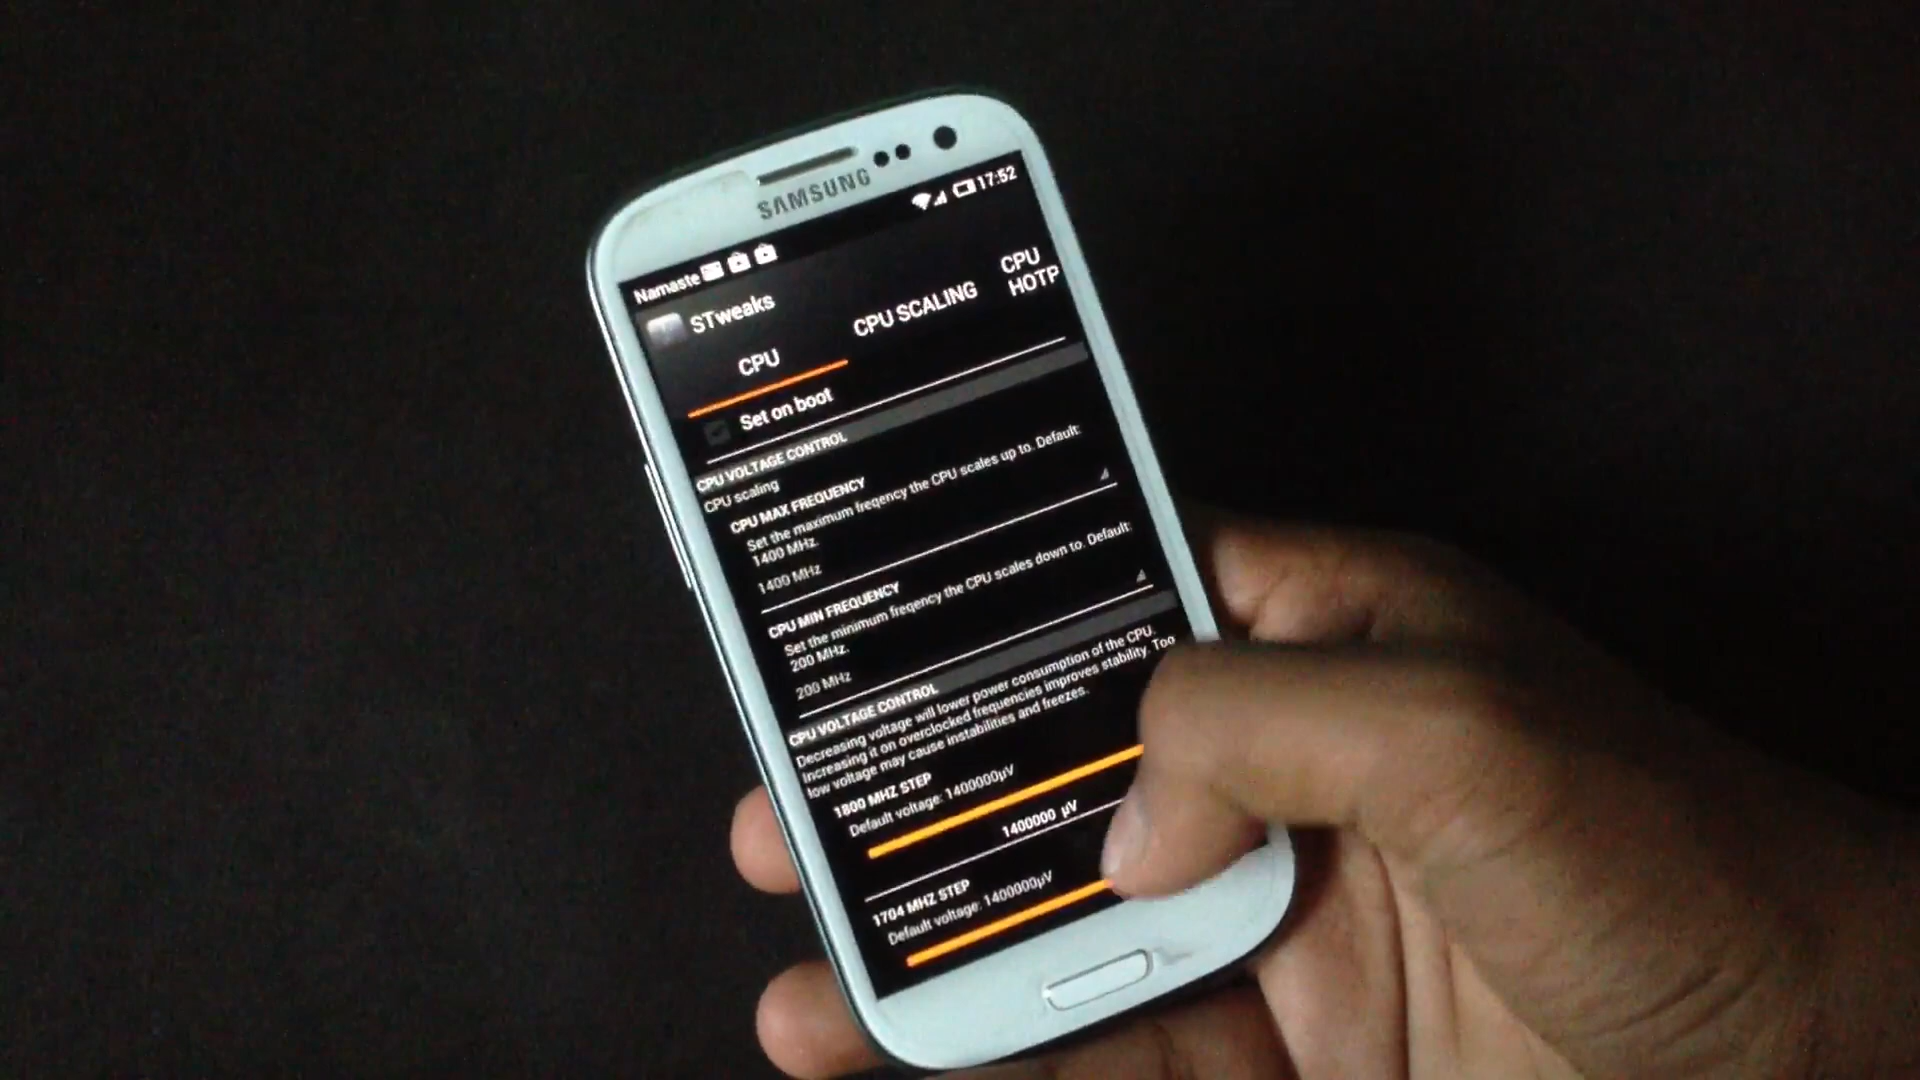 SAMSUNG
Namaste
17:52
STweaks
CPU
CPU SCALING
CPU
HOTP
Set on boot
CPU VOLTAGE CONTROL
CPU scaling
CPU MAX FREQUENCY
Set the maximum freqency the CPU scales up to. Default:
1400 MHz.
1400 MHz
CPU MIN FREQUENCY
Set the minimum freqency the CPU scales down to. Default:
200 MHz.
200 MHz
CPU VOLTAGE CONTROL
Decreasing voltage will lower power consumption of the CPU.
Increasing it on overclocked frequencies improves stability. Too
low voltage may cause instabilities and freezes.
1800 MHZ STEP
Default voltage: 1400000µV
1400000 µV
1704 MHZ STEP
Default voltage: 1400000µV